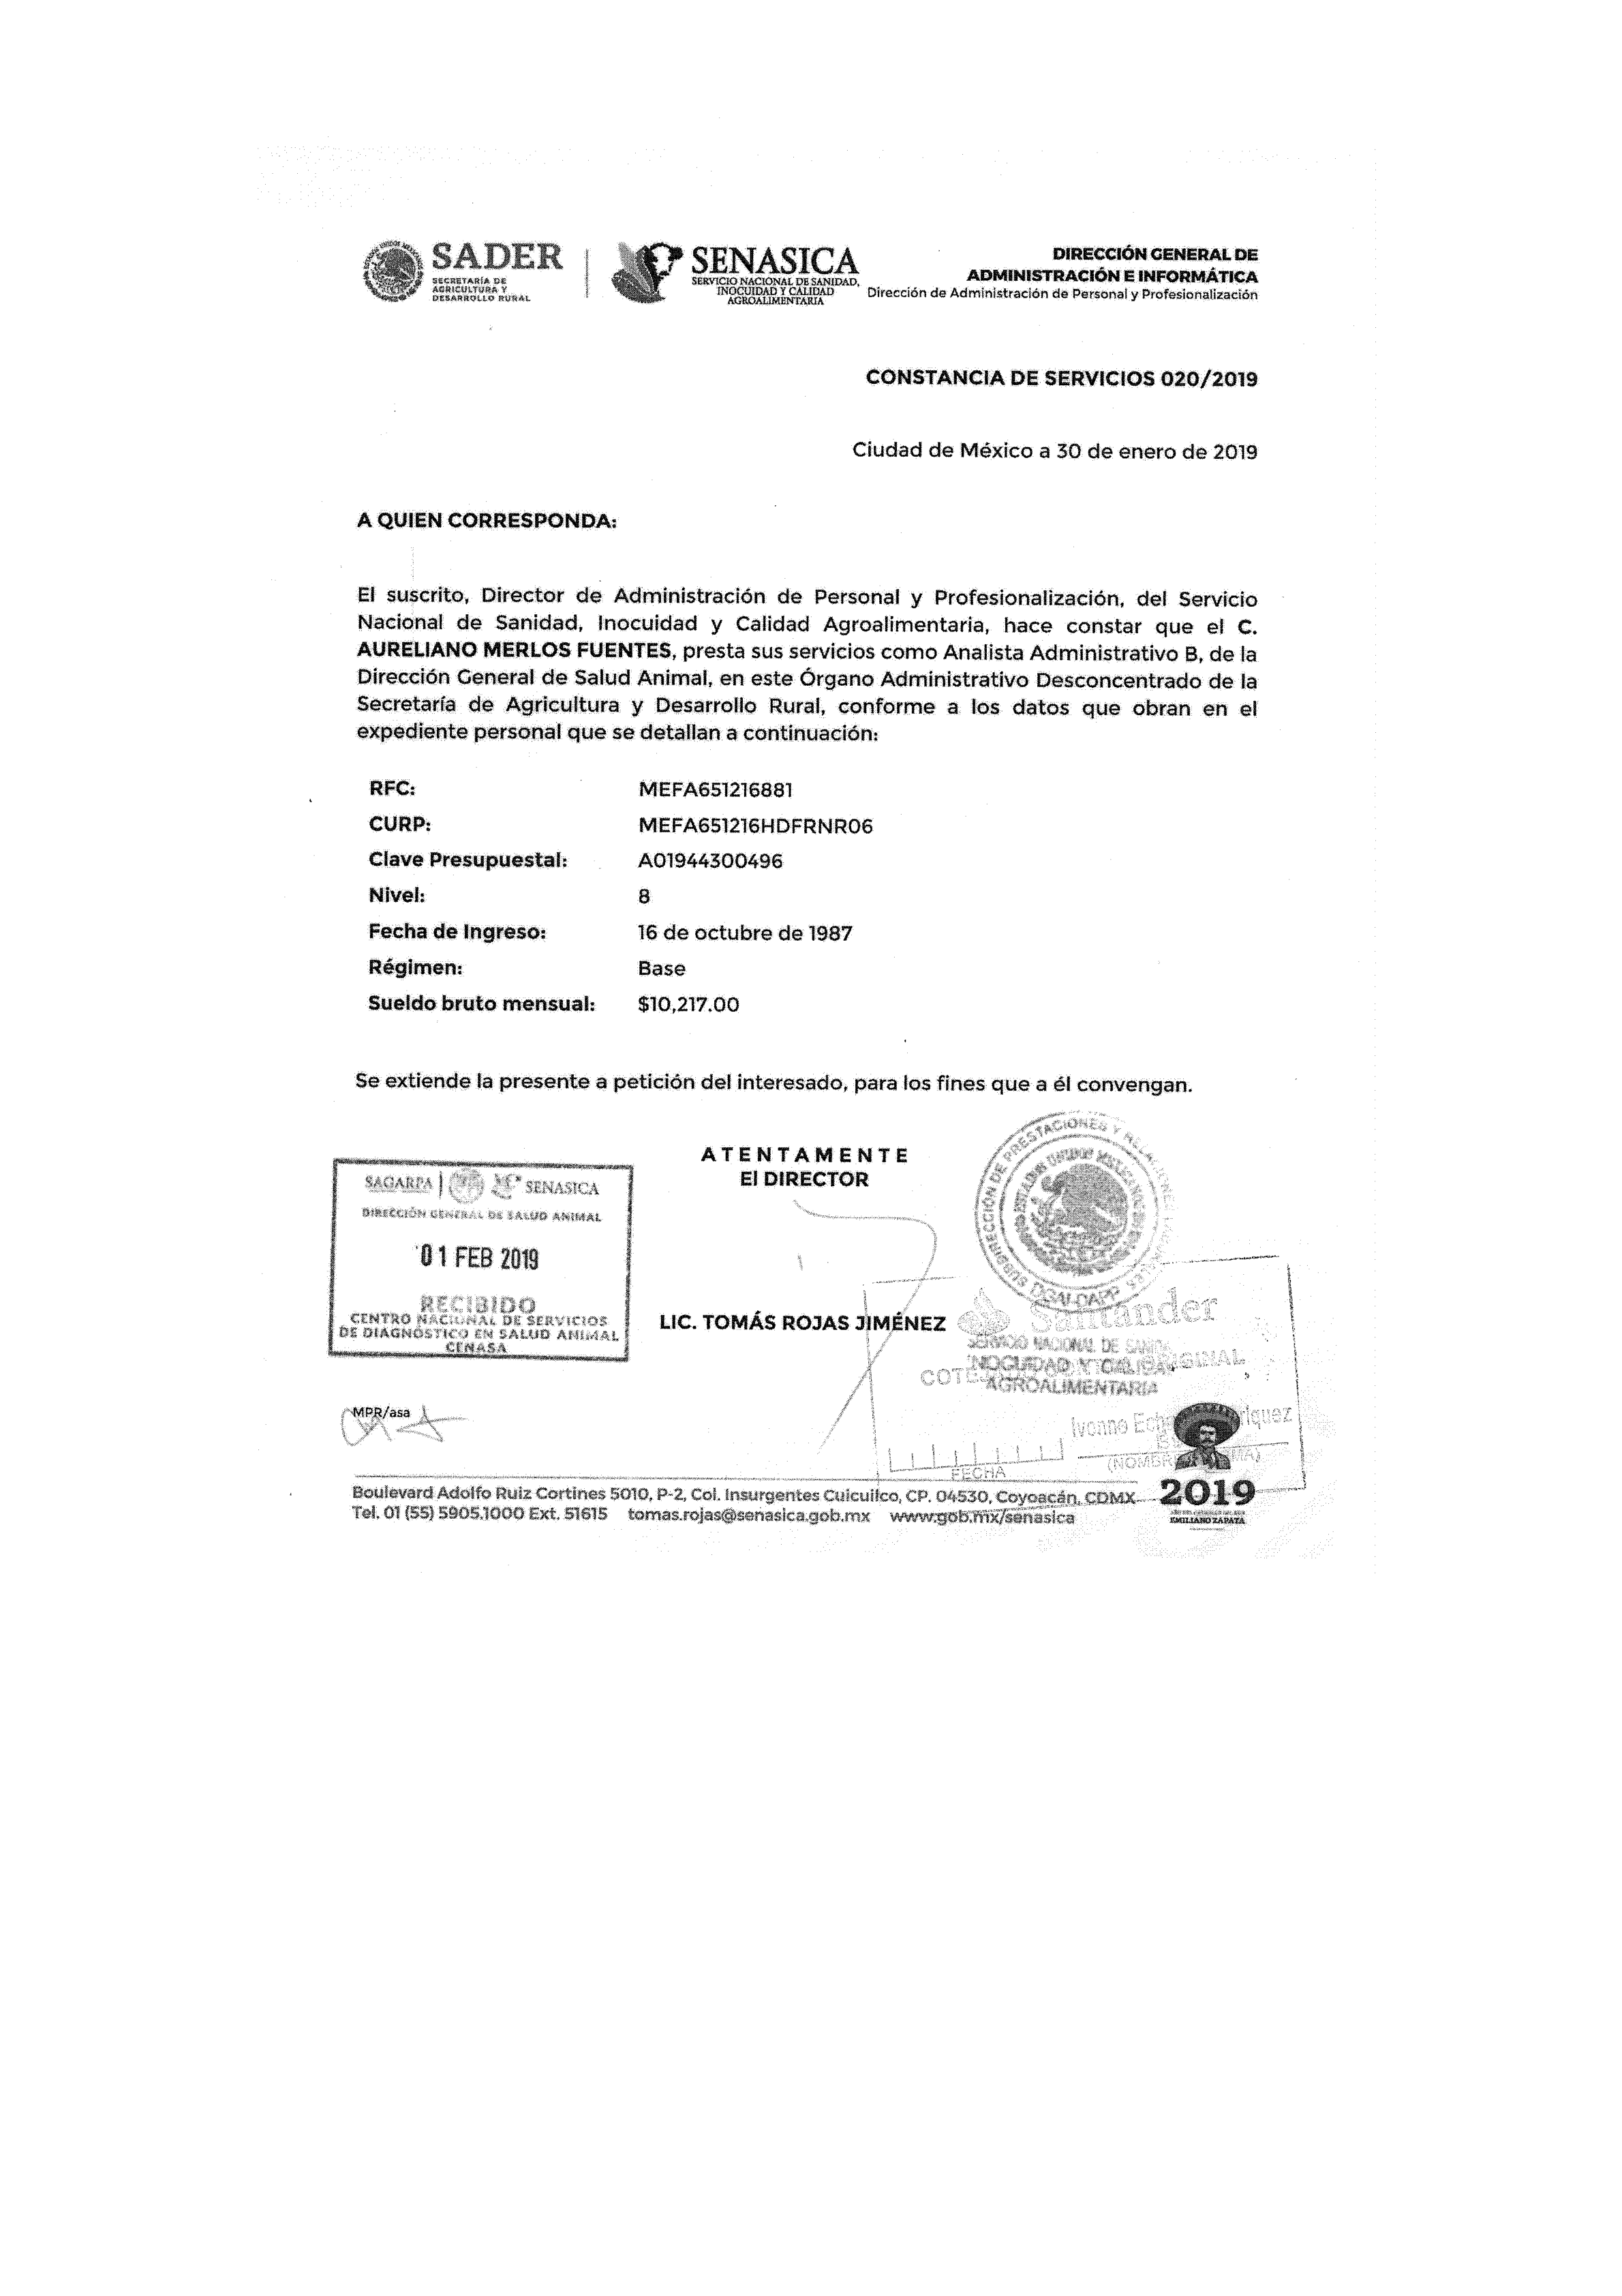 SADER
SECRETARÍA DE
AGRICULTURA Y
DESARROLLO RURAL
SENASICA
SERVICIO NACIONAL DE SANIDAD,
INOCUIDAD Y CALIDAD
AGROALIMENTARIA
DIRECCIÓN GENERAL DE
ADMINISTRACIÓN E INFORMÁTICA
Dirección de Administración de Personal y Profesionalización
CONSTANCIA DE SERVICIOS 020/2019
Ciudad de México a 30 de enero de 2019
A QUIEN CORRESPONDA:
El suscrito, Director de Administración de Personal y Profesionalización, del Servicio
Nacional de Sanidad, Inocuidad y Calidad Agroalimentaria, hace constar que el C.
AURELIANO MERLOS FUENTES, presta sus servicios como Analista Administrativo B, de la
Dirección General de Salud Animal, en este Órgano Administrativo Desconcentrado de la
Secretaría de Agricultura y Desarrollo Rural, conforme a los datos que obran en el
expediente personal que se detallan a continuación:
RFC: MEFA651216881
CURP: MEFA651216HDFRNR06
Clave Presupuestal: A01944300496
Nivel: 8
Fecha de Ingreso: 16 de octubre de 1987
Régimen: Base
Sueldo bruto mensual: $10,217.00
Se extiende la presente a petición del interesado, para los fines que a él convengan.
ATENTAMENTE
El DIRECTOR
SUBDIRECCIÓN DE PRESTACIONES Y
ESTADOS UNIDOS MEXICANOS
DGAI-DAPP
SAGARPA SENASICA
DIRECCIÓN GENERAL DE SALUD ANIMAL
01 FEB 2019
RECIBIDO
CENTRO NACIONAL DE SERVICIOS
DE DIAGNÓSTICO EN SALUD ANIMAL
CENASA
LIC. TOMÁS ROJAS JIMÉNEZ
Santander
SERVICIO NACIONAL DE
INOCUIDAD Y CALIDAD
AGROALIMENTARIA
Ivonne
FECHA
MPR/asa
Boulevard Adolfo Ruiz Cortines 5010, P-2, Col. Insurgentes Cuicuilco, CP. 04530, Coyoacán, CDMX
Tel. 01 (55) 5905.1000 Ext. 51615 tomas.rojas@senasica.gob.mx www.gob.mx/senasica
2019
EMILIANO ZAPATA